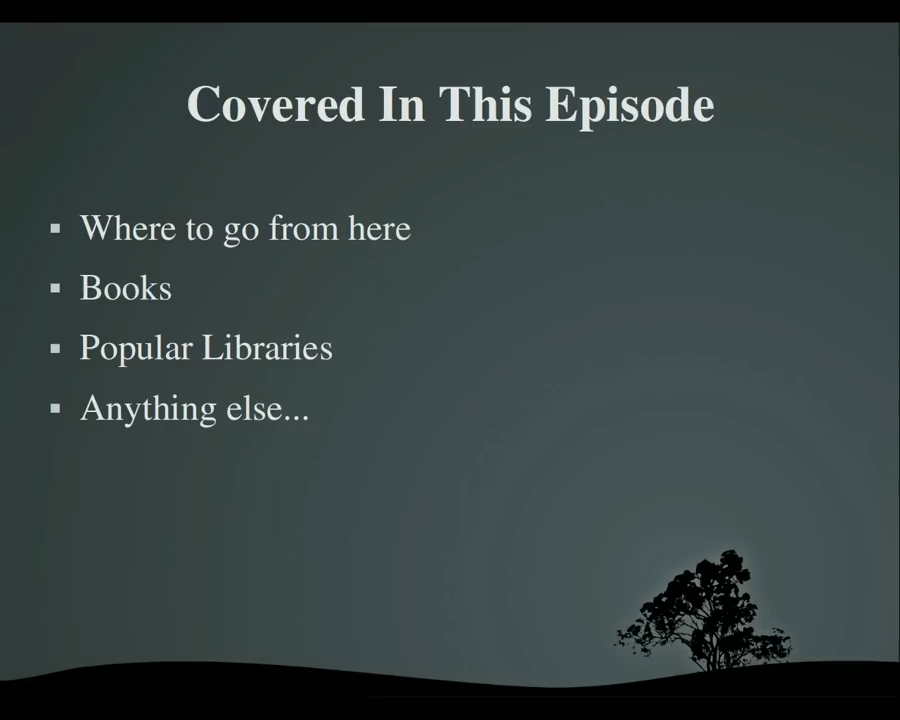 Covered In This Episode
Where to go from here
Books
Popular Libraries
Anything else...